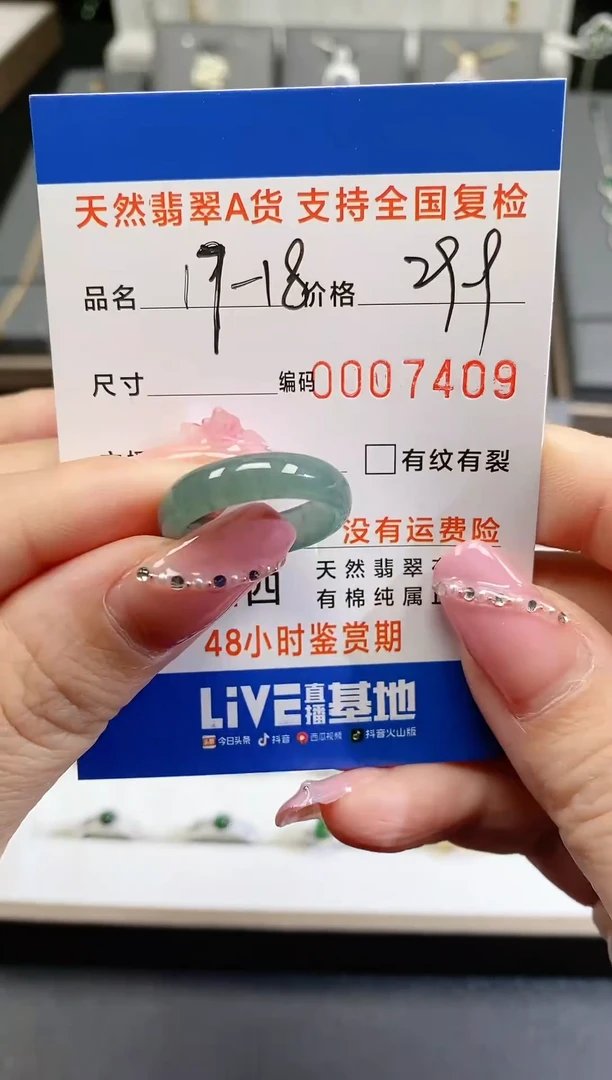 天然翡翠A货 支持全国复检
品名 17-18 价格 299
尺寸 编码 0007409
有纹有裂
没有运费险
四 天然翡翠
有棉纯属
48小时鉴赏期
LiVE直播基地
今日头条 抖音 西瓜视频 抖音火山版